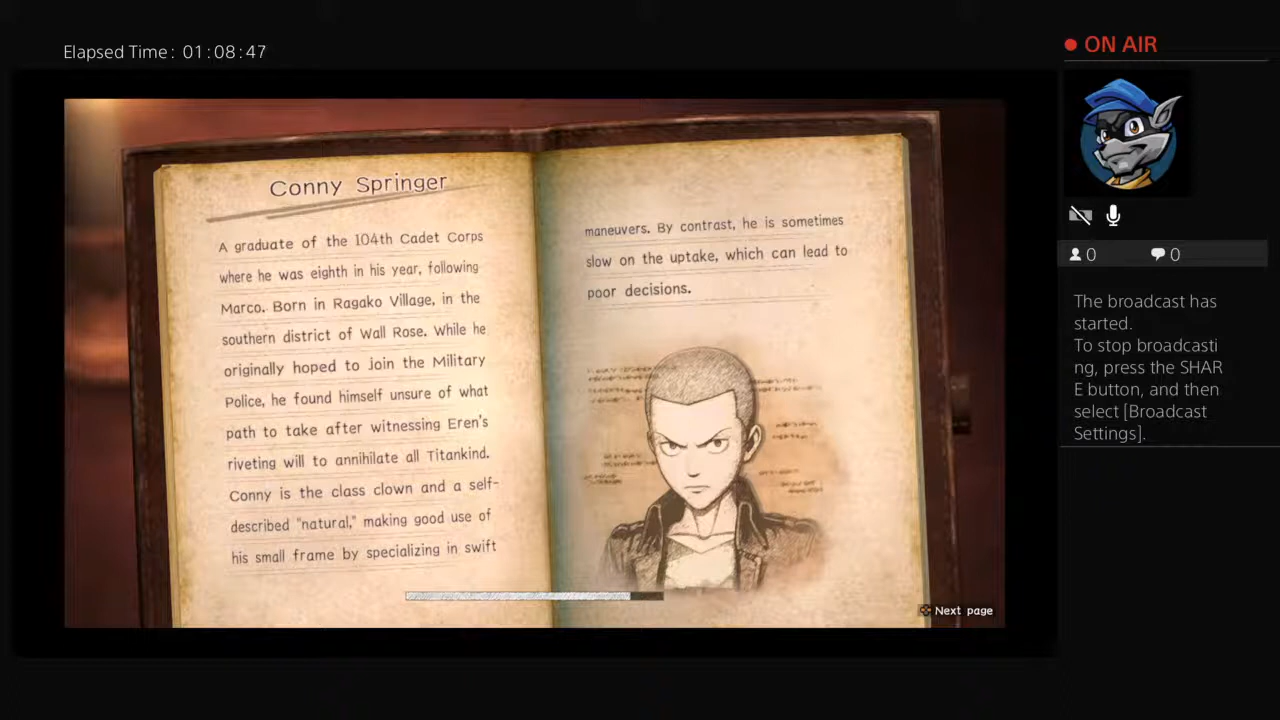 Elapsed Time: 01:08:47
ON AIR
Conny Springer
A graduate of the 104th Cadet Corps
where he was eighth in his year, following
Marco. Born in Ragako Village, in the
southern district of Wall Rose. While he
originally hoped to join the Military
Police, he found himself unsure of what
path to take after witnessing Eren's
riveting will to annihilate all Titankind.
Conny is the class clown and a self-
described "natural," making good use of
his small frame by specializing in swift
maneuvers. By contrast, he is sometimes
slow on the uptake, which can lead to
poor decisions.
Next page
0
0
The broadcast has
started.
To stop broadcasti
ng, press the SHAR
E button, and then
select [Broadcast
Settings].